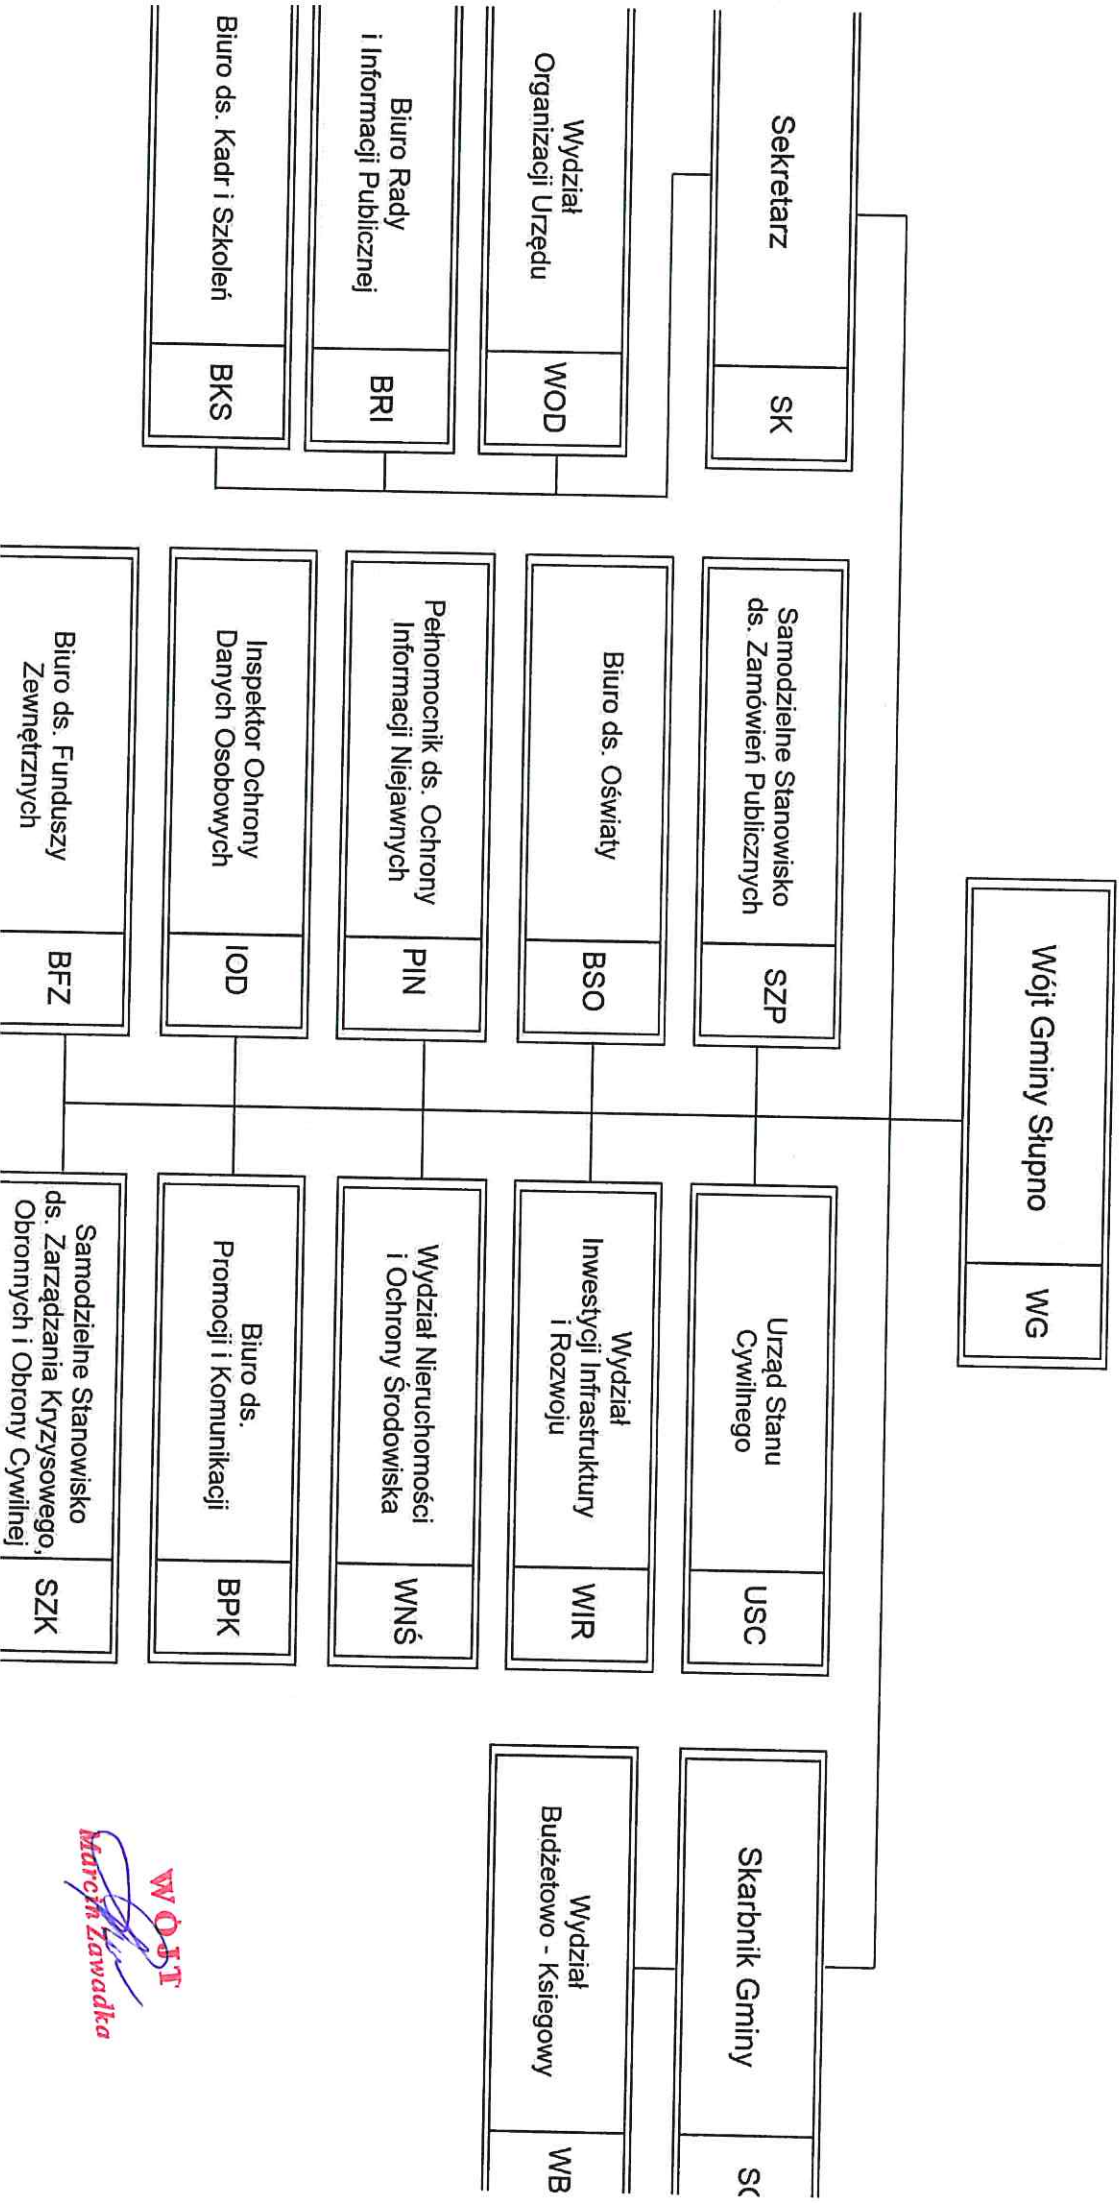 Wójt Gminy Słupno
WG
Sekretarz
SK
Skarbnik Gminy
Wydział
Organizacji Urzędu
WOD
Biuro Rady
i Informacji Publicznej
BRI
Biuro ds. Kadr i Szkoleń
BKS
Samodzielne Stanowisko
ds. Zamówień Publicznych
SZP
Biuro ds. Oświaty
BSO
Pełnomocnik ds. Ochrony
Informacji Niejawnych
PIN
Inspektor Ochrony
Danych Osobowych
IOD
Biuro ds. Funduszy
Zewnętrznych
BFZ
Urząd Stanu
Cywilnego
USC
Wydział
Inwestycji Infrastruktury
i Rozwoju
WIR
Wydział Nieruchomości
i Ochrony Środowiska
WNŚ
Biuro ds.
Promocji i Komunikacji
BPK
Samodzielne Stanowisko
ds. Zarządzania Kryzysowego,
Obronnych i Obrony Cywilnej
SZK
Wydział
Budżetowo - Ksiegowy
WB
WÓJT
Marcin Zawadka